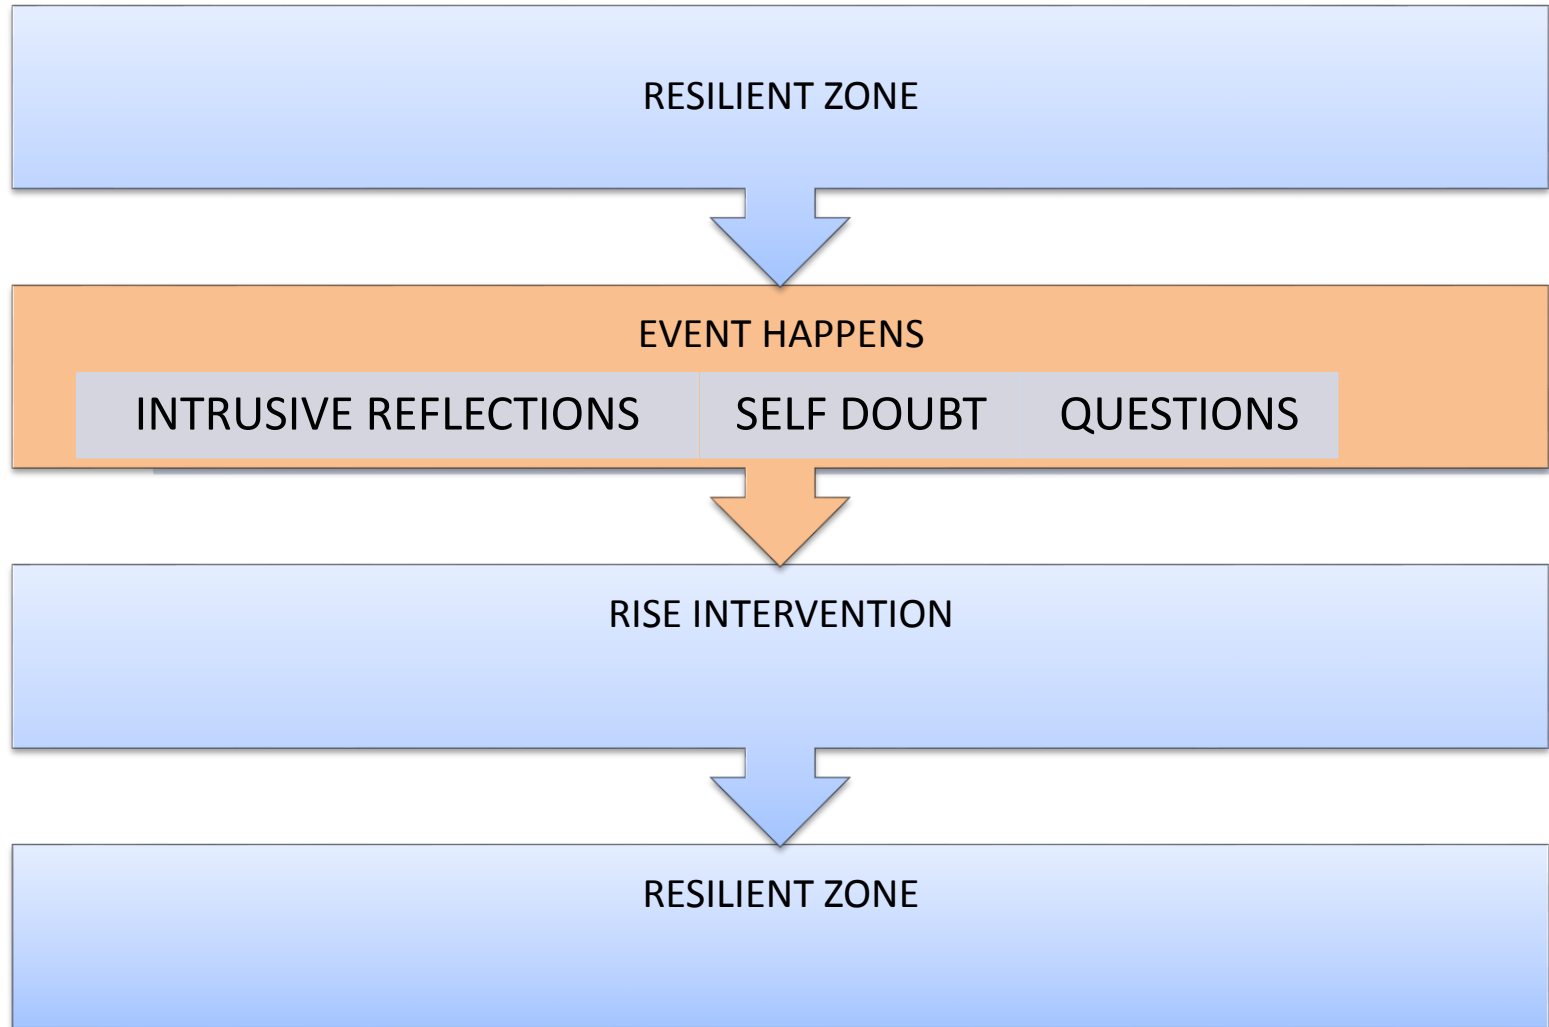 RESILIENT ZONE
EVENT HAPPENS
INTRUSIVE REFLECTIONS SELF DOUBT QUESTIONS
RISE INTERVENTION
RESILIENT ZONE